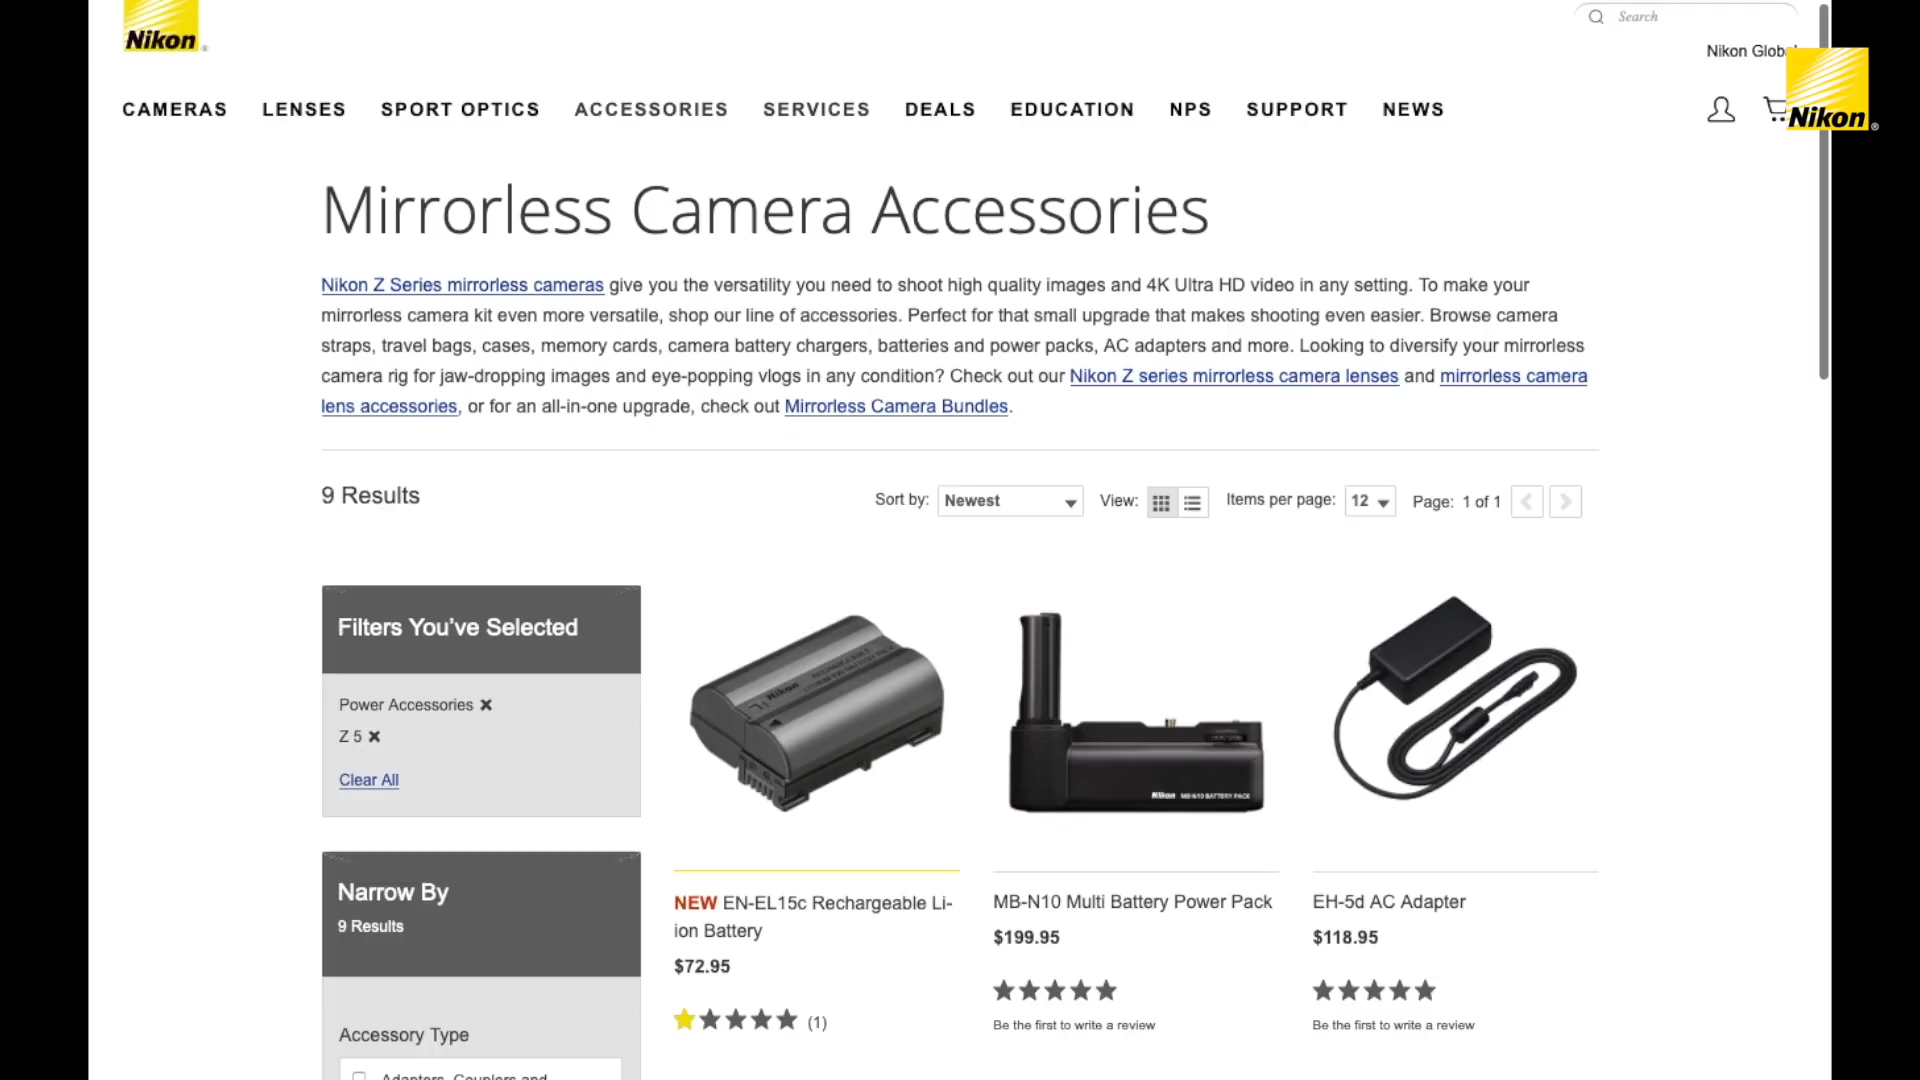 Nikon
Search
Nikon Global
CAMERAS LENSES SPORT OPTICS ACCESSORIES SERVICES DEALS EDUCATION NPS SUPPORT NEWS
Nikon
Mirrorless Camera Accessories
Nikon Z Series mirrorless cameras give you the versatility you need to shoot high quality images and 4K Ultra HD video in any setting. To make your
mirrorless camera kit even more versatile, shop our line of accessories. Perfect for that small upgrade that makes shooting even easier. Browse camera
straps, travel bags, cases, memory cards, camera battery chargers, batteries and power packs, AC adapters and more. Looking to diversify your mirrorless
camera rig for jaw-dropping images and eye-popping vlogs in any condition? Check out our Nikon Z series mirrorless camera lenses and mirrorless camera
lens accessories, or for an all-in-one upgrade, check out Mirrorless Camera Bundles.
9 Results
Sort by: Newest View: Items per page: 12 Page: 1 of 1
Filters You've Selected
Power Accessories
Z 5
Clear All
Narrow By
9 Results
Accessory Type
Adapters, Couplers and
Nikon
Nikon MB-N10 BATTERY PACK
NEW EN-EL15c Rechargeable Li-
ion Battery
$72.95
(1)
MB-N10 Multi Battery Power Pack
$199.95
Be the first to write a review
EH-5d AC Adapter
$118.95
Be the first to write a review